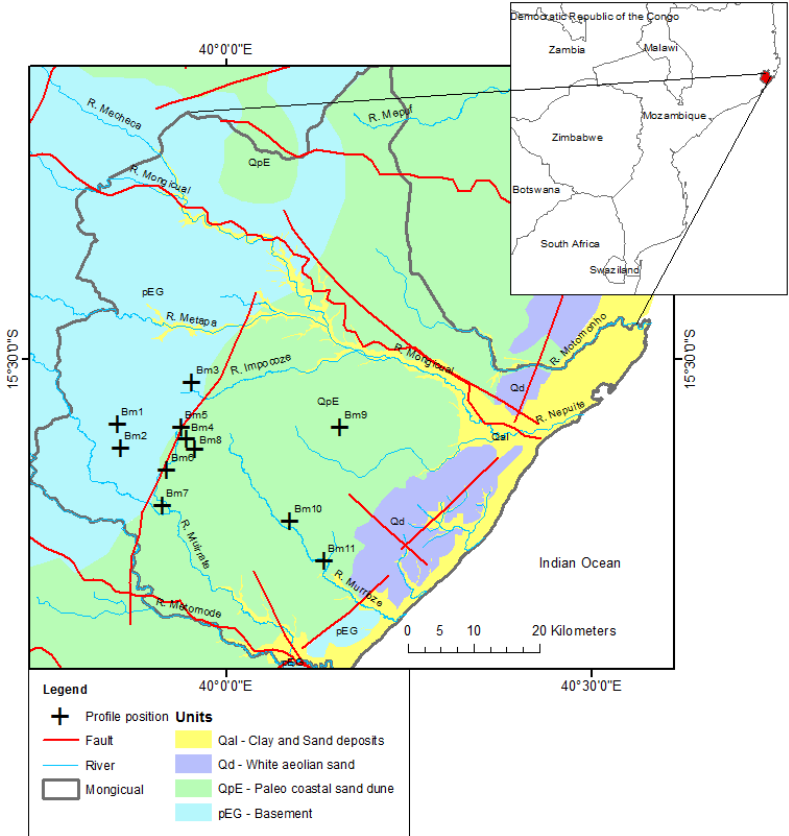 Democratic Republic of the Congo
Zambia
Malawi
Mozambique
Zimbabwe
Botswana
South Africa
Swaziland
40°0'0"E
R. Mecheca
R. Mepuf
QpE
R. Mongicual
pEG
R. Metapa
R. Motomonho
15°30'0"S
15°30'0"S
R. Impocoze
R. Mongicual
Bm3
Qd
QpE
R. Nepuite
Bm1
Bm5
Bm9
Bm4
Qal
Bm2
Bm8
Bm6
Bm7
Qd
Bm10
R. Muirate
Bm11
Indian Ocean
R. Murroze
R. Metomode
pEG
0 5 10 20 Kilometers
pEG
40°0'0"E
40°30'0"E
Legend
Profile position
Fault
River
Mongicual
Units
Qal - Clay and Sand deposits
Qd - White aeolian sand
QpE - Paleo coastal sand dune
pEG - Basement